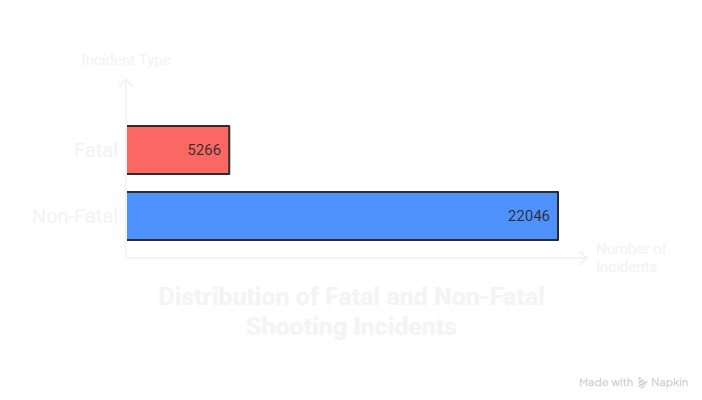 Incident Type
Fatal
5266
Non-Fatal
22046
Number of
Incidents
Distribution of Fatal and Non-Fatal
Shooting Incidents
Made with Napkin